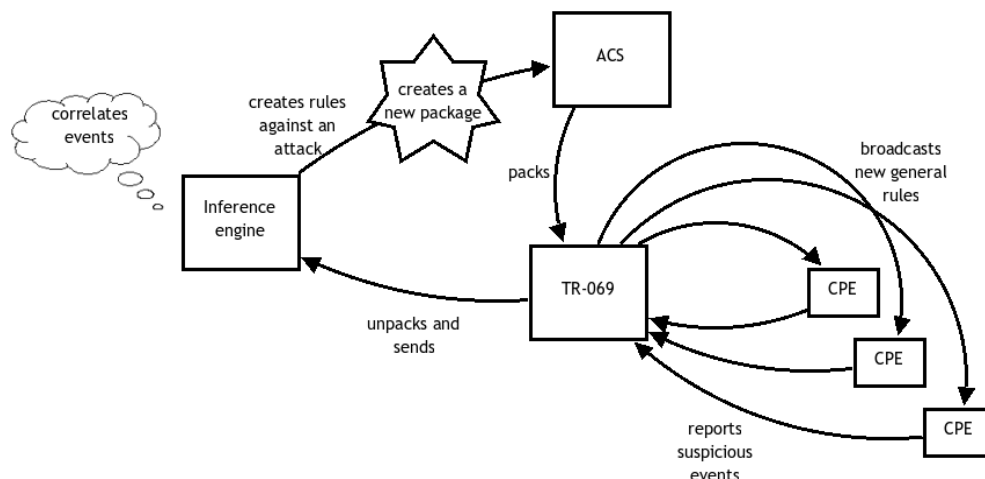 correlates
events
creates rules
against an
attack
creates a
new package
ACS
packs
broadcasts
new general
rules
Inference
engine
TR-069
CPE
unpacks and
sends
CPE
CPE
reports
suspicious
events